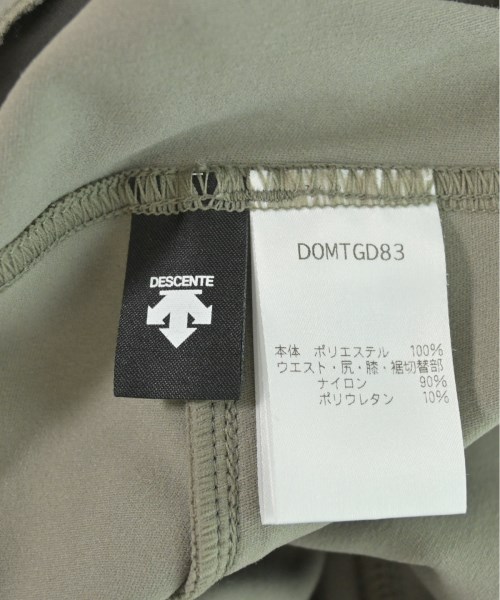 DESCENTE
DOMTGD83
本体 ポリエステル 100%
ウエスト・尻・膝・裾切替部
ナイロン 90%
ポリウレタン 10%